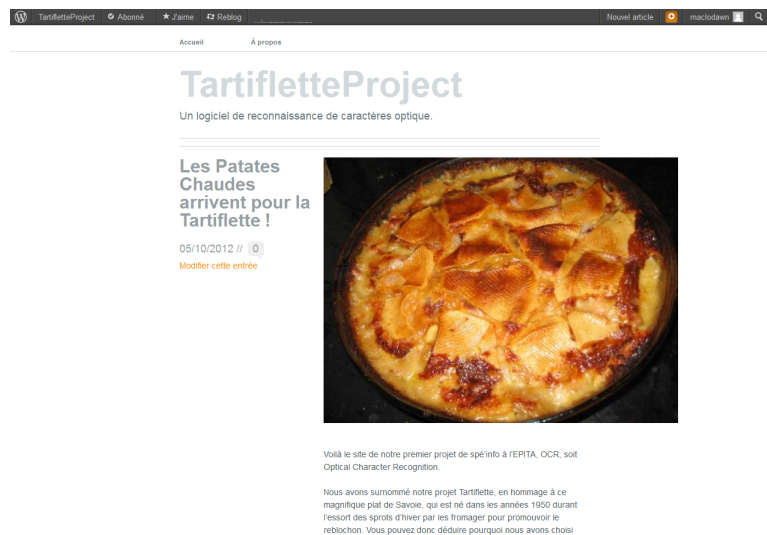 TartifletteProject Abonné J'aime Reblog Nouvel article maclodawn
Accueil À propos
TartifletteProject
Un logiciel de reconnaissance de caractères optique.
Les Patates
Chaudes
arrivent pour la
Tartiflette !
05/10/2012 // 0
Modifier cette entrée
Voilà le site de notre premier projet de spé'info à l'EPITA, OCR, soit
Optical Character Recognition.
Nous avons surnommé notre projet Tartiflette, en hommage à ce
magnifique plat de Savoie, qui est né dans les années 1950 durant
l'essort des sprots d'hiver par les fromager pour promouvoir le
reblochon. Vous pouvez donc déduire pourquoi nous avons choisi